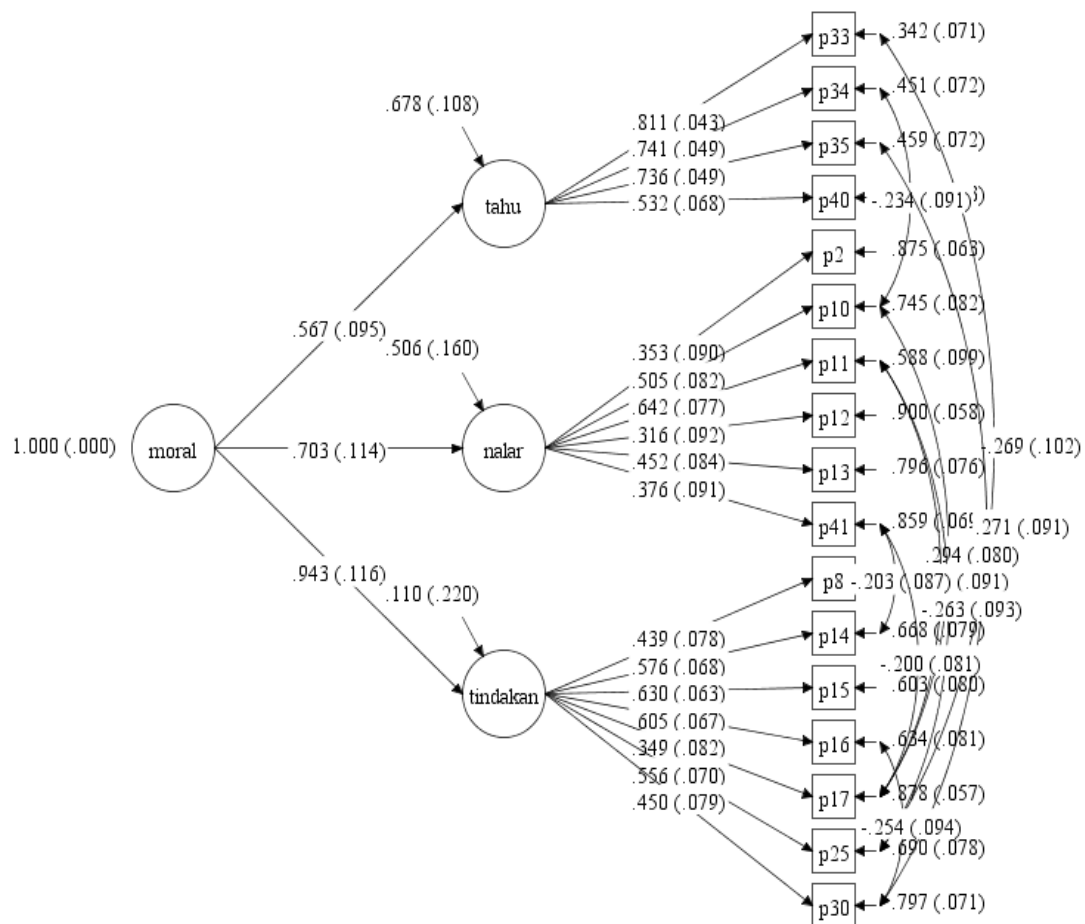 p33
.342 (.071)
p34
.451 (.072)
.678 (.108)
.811 (.043)
.741 (.049)
p35
.459 (.072)
.736 (.049)
.532 (.068)
tahu
p40
-.234 (.091)
p2
.875 (.063)
p10
.745 (.082)
.567 (.095)
.506 (.160)
.353 (.090)
.505 (.082)
p11
.588 (.099)
.642 (.077)
.316 (.092)
p12
.900 (.058)
1.000 (.000)
moral
.703 (.114)
nalar
.452 (.084)
p13
.796 (.076)
-.269 (.102)
.376 (.091)
p41
.859 (.069
.271 (.091)
.294 (.080)
.943 (.116)
.110 (.220)
p8
-.203 (.087)
(.091)
-.263 (.093)
.439 (.078)
.576 (.068)
p14
.668 (.079)
-.200 (.081)
tindakan
.630 (.063)
p15
.603 (.080)
.605 (.067)
p16
.634 (.081)
.349 (.082)
.556 (.070)
p17
.878 (.057)
.450 (.079)
-.254 (.094)
p25
.690 (.078)
p30
.797 (.071)